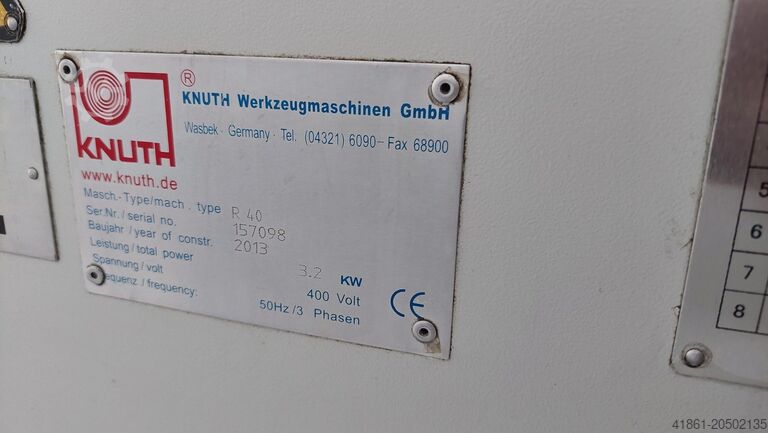 ®
KNUTH Werkzeugmaschinen GmbH
Wasbek - Germany - Tel. (04321) 6090- Fax 68900
KNUTH
www.knuth.de
Masch.-Type/mach. type R 40
Ser.Nr./serial no. 157098
Baujahr/year of constr. 2013
Leistung/total power 3.2 KW
Spannung/volt 400 Volt
equenz/frequency: 50Hz/3 Phasen
CE
5
6
7
8
41861-20502135